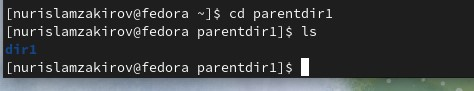 [nurislamzakirov@fedora ~]$ cd parentdir1
[nurislamzakirov@fedora parentdir1]$ ls
dir1
[nurislamzakirov@fedora parentdir1]$